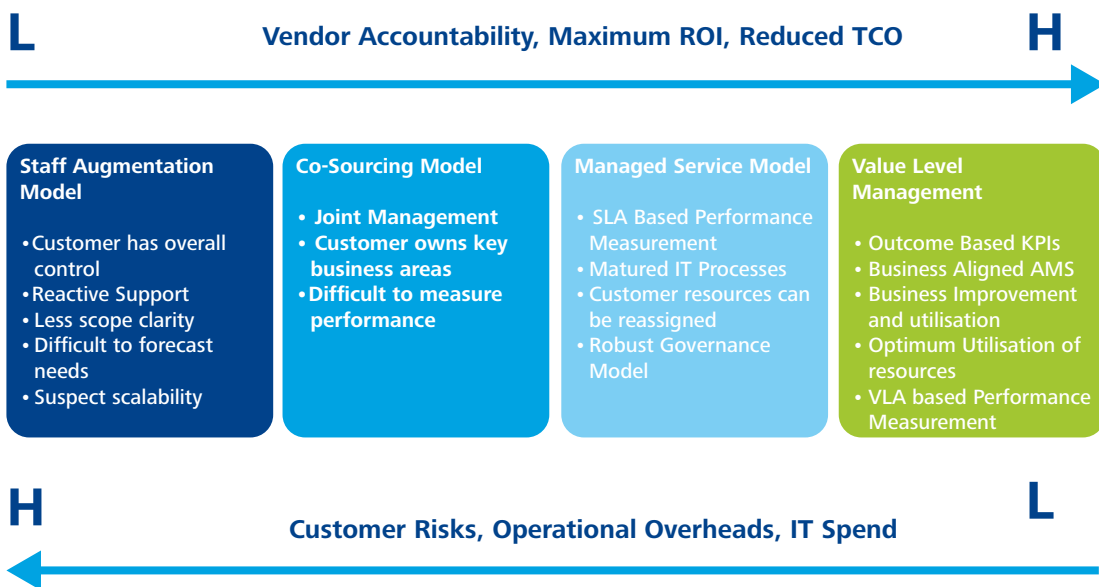 L
Vendor Accountability, Maximum ROI, Reduced TCO
H
Staff Augmentation
Model
• Customer has overall
control
• Reactive Support
• Less scope clarity
• Difficult to forecast
needs
• Suspect scalability
Co-Sourcing Model
• Joint Management
• Customer owns key
business areas
• Difficult to measure
performance
Managed Service Model
• SLA Based Performance
Measurement
• Matured IT Processes
• Customer resources can
be reassigned
• Robust Governance
Model
Value Level
Management
• Outcome Based KPIs
• Business Aligned AMS
• Business Improvement
and utilisation
• Optimum Utilisation of
resources
• VLA based Performance
Measurement
H
Customer Risks, Operational Overheads, IT Spend
L